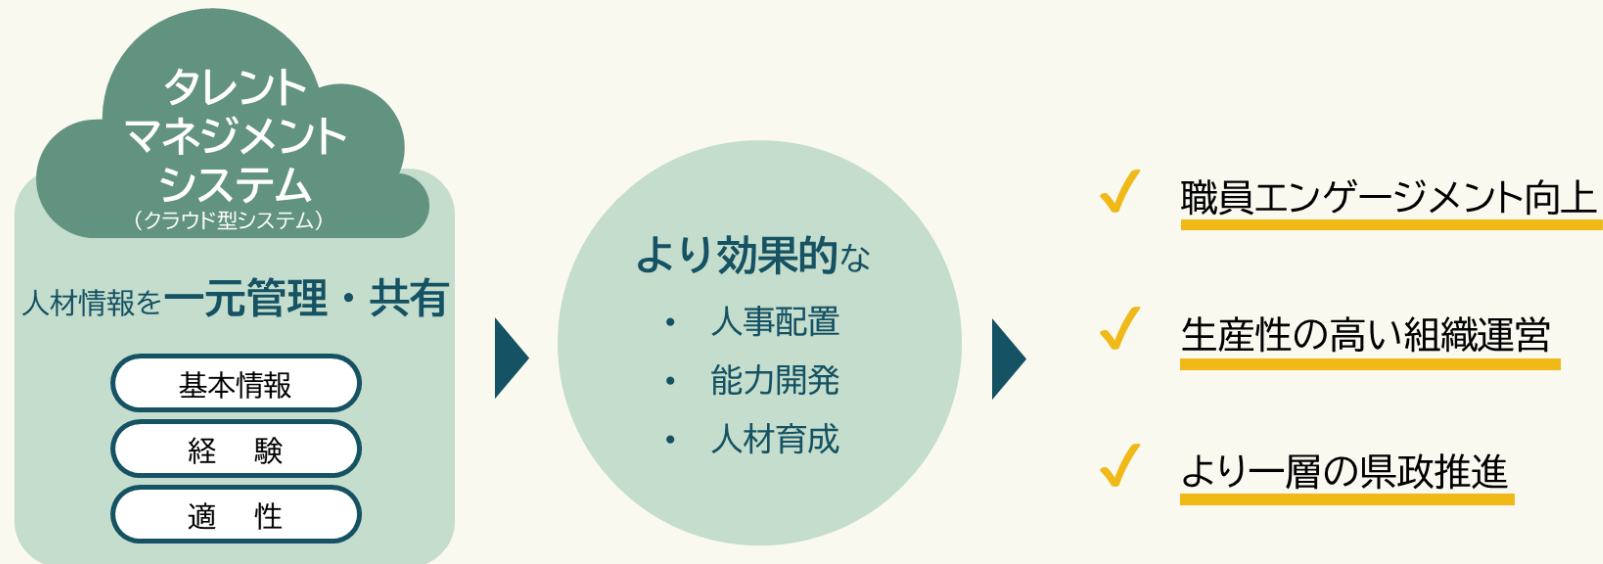 タレント
マネジメント
システム
（クラウド型システム）
人材情報を一元管理・共有
基本情報
経　験
適　性
より効果的な
・ 人事配置
・ 能力開発
・ 人材育成
✓ 職員エンゲージメント向上
✓ 生産性の高い組織運営
✓ より一層の県政推進